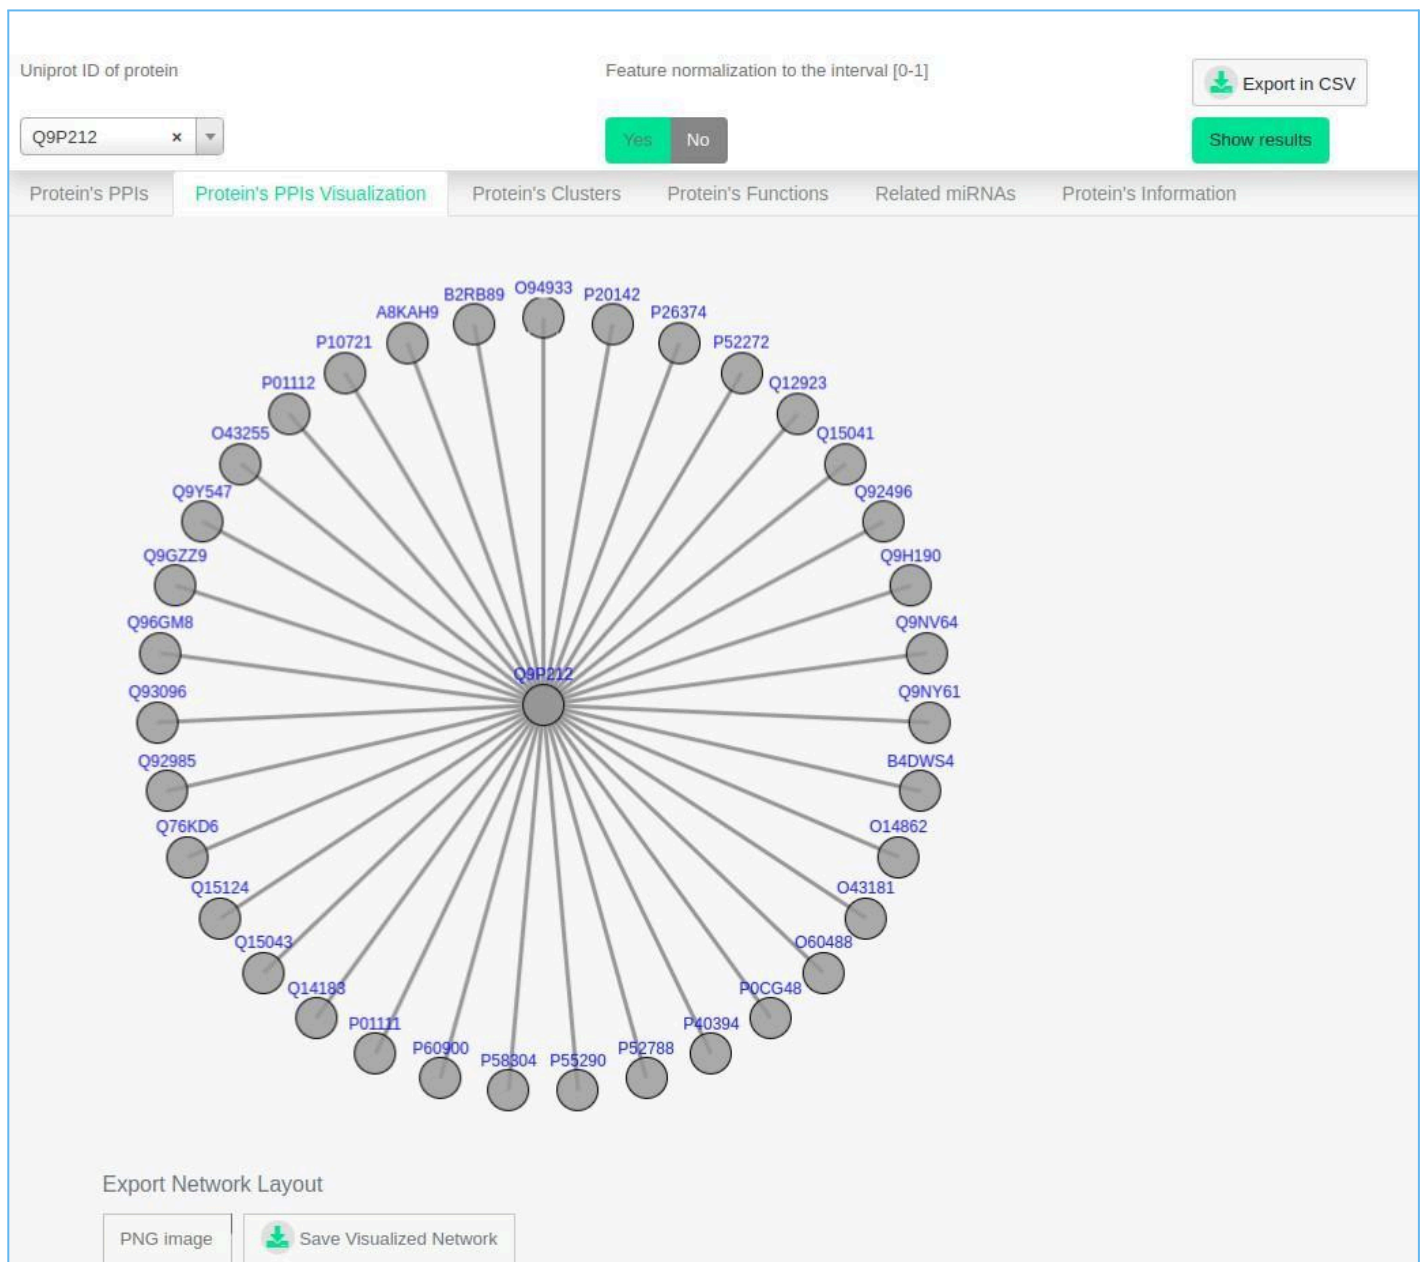 Uniprot ID of protein
Feature normalization to the interval [0-1]
Export in CSV
Q9P212 ×
Yes No
Show results
Protein's PPIs Protein's PPIs Visualization Protein's Clusters Protein's Functions Related miRNAs Protein's Information
O94933
B2RB89
P20142
A8KAH9
P26374
P10721
P52272
P01112
Q12923
O43255
Q15041
Q9Y547
Q92496
Q9GZZ9
Q9H190
Q96GM8
Q9NV64
Q9P212
Q93096
Q9NY61
Q92985
B4DWS4
Q76KD6
O14862
Q15124
O43181
Q15043
O60488
Q14183
P0CG48
P01111
P40394
P60900
P52788
P58304
P55290
Export Network Layout
PNG image
Save Visualized Network